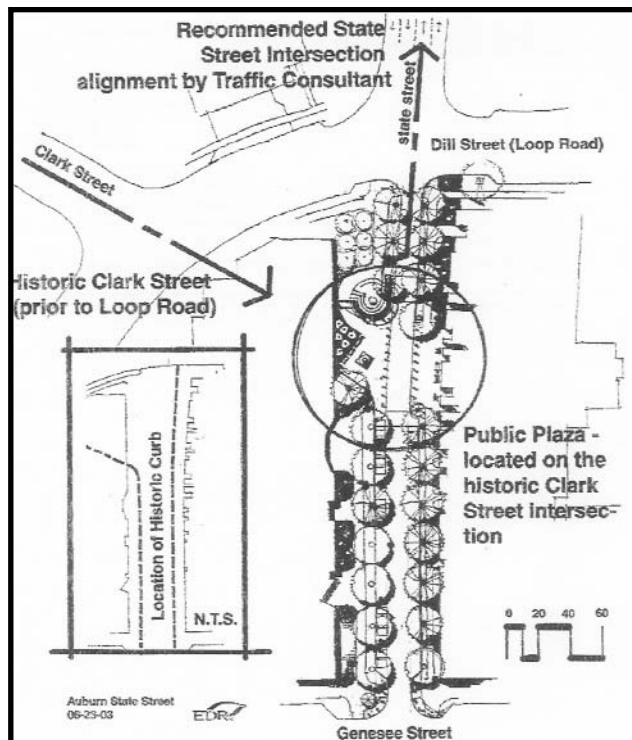 Recommended State
Street Intersection
alignment by Traffic Consultant
state street
Dill Street (Loop Road)
Clark Street
Historic Clark Street
(prior to Loop Road)
Location of Historic Curb
N.T.S.
Public Plaza -
located on the
historic Clark
Street intersec-
tion
0 20 40 60
Auburn State Street
06-23-03
EDR
Genesee Street